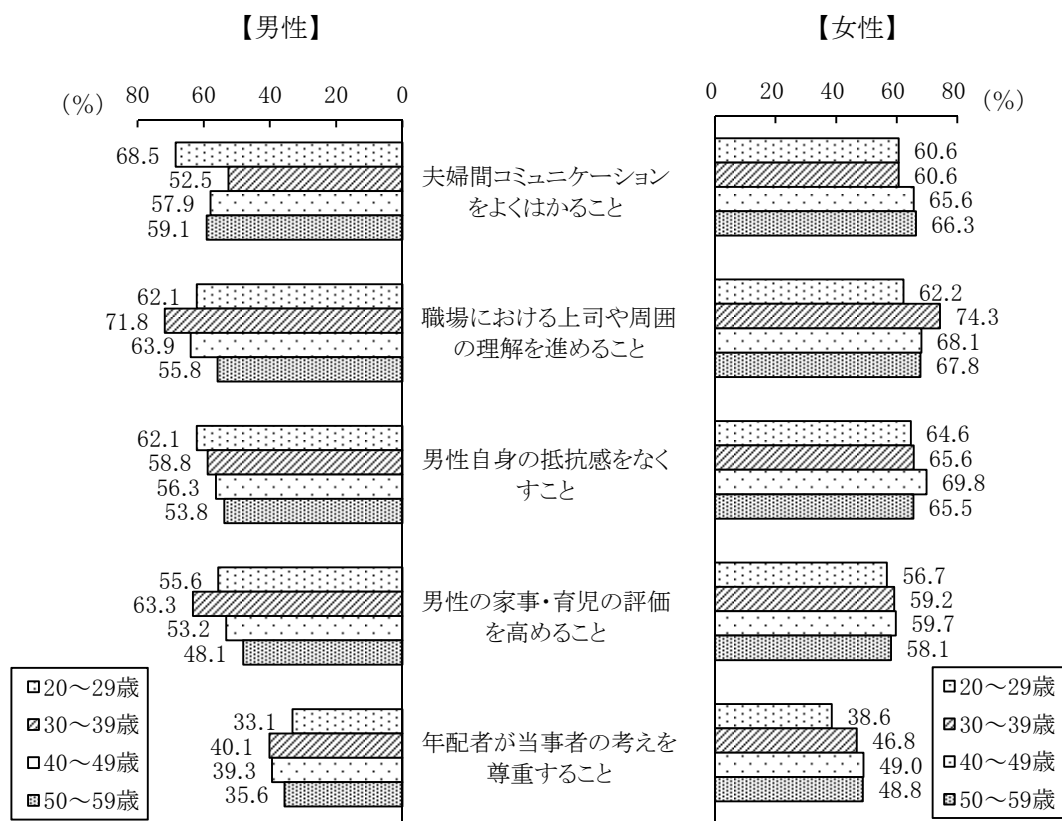 【男性】
【女性】
(%)
80 60 40 20 0
0 20 40 60 80
(%)
68.5
52.5
57.9
59.1
夫婦間コミュニケーション
をよくはかること
60.6
60.6
65.6
66.3
62.1
71.8
63.9
55.8
職場における上司や周囲
の理解を進めること
62.2
74.3
68.1
67.8
62.1
58.8
56.3
53.8
男性自身の抵抗感をなく
すこと
64.6
65.6
69.8
65.5
55.6
63.3
53.2
48.1
男性の家事・育児の評価
を高めること
56.7
59.2
59.7
58.1
33.1
40.1
39.3
35.6
年配者が当事者の考えを
尊重すること
38.6
46.8
49.0
48.8
20～29歳
30～39歳
40～49歳
50～59歳
20～29歳
30～39歳
40～49歳
50～59歳